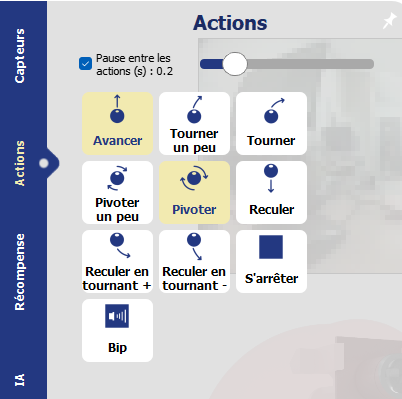 Actions
Capteurs
Actions
Récompense
IA
Pause entre les
actions (s) : 0.2
Avancer
Tourner
un peu
Tourner
Pivoter
un peu
Pivoter
Reculer
Reculer en
tournant +
Reculer en
tournant -
S'arrêter
Bip